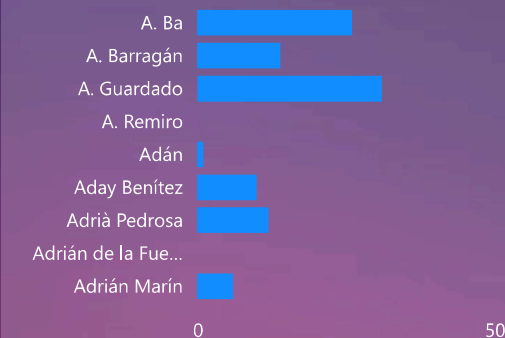 A. Ba
A. Barragán
A. Guardado
A. Remiro
Adán
Aday Benítez
Adrià Pedrosa
Adrián de la Fue...
Adrián Marín
0 50